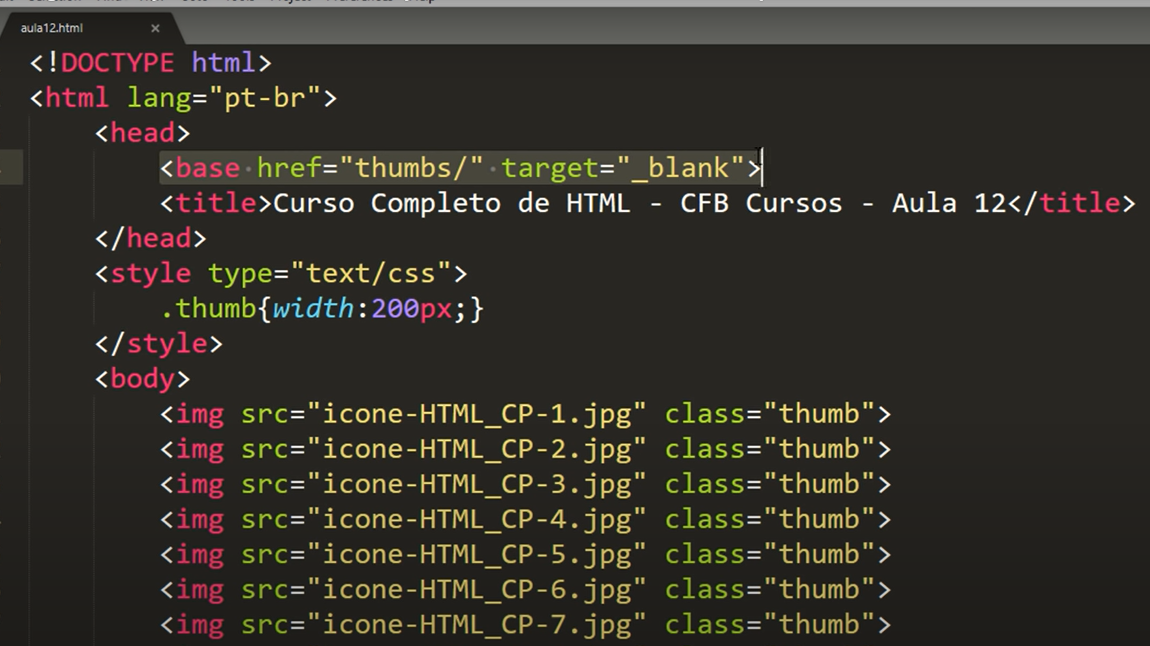 aula12.html ×
<!DOCTYPE html>
<html lang="pt-br">
<head>
<base href="thumbs/" target="_blank">
<title>Curso Completo de HTML - CFB Cursos - Aula 12</title>
</head>
<style type="text/css">
.thumb{width:200px;}
</style>
<body>
<img src="icone-HTML_CP-1.jpg" class="thumb">
<img src="icone-HTML_CP-2.jpg" class="thumb">
<img src="icone-HTML_CP-3.jpg" class="thumb">
<img src="icone-HTML_CP-4.jpg" class="thumb">
<img src="icone-HTML_CP-5.jpg" class="thumb">
<img src="icone-HTML_CP-6.jpg" class="thumb">
<img src="icone-HTML_CP-7.jpg" class="thumb">